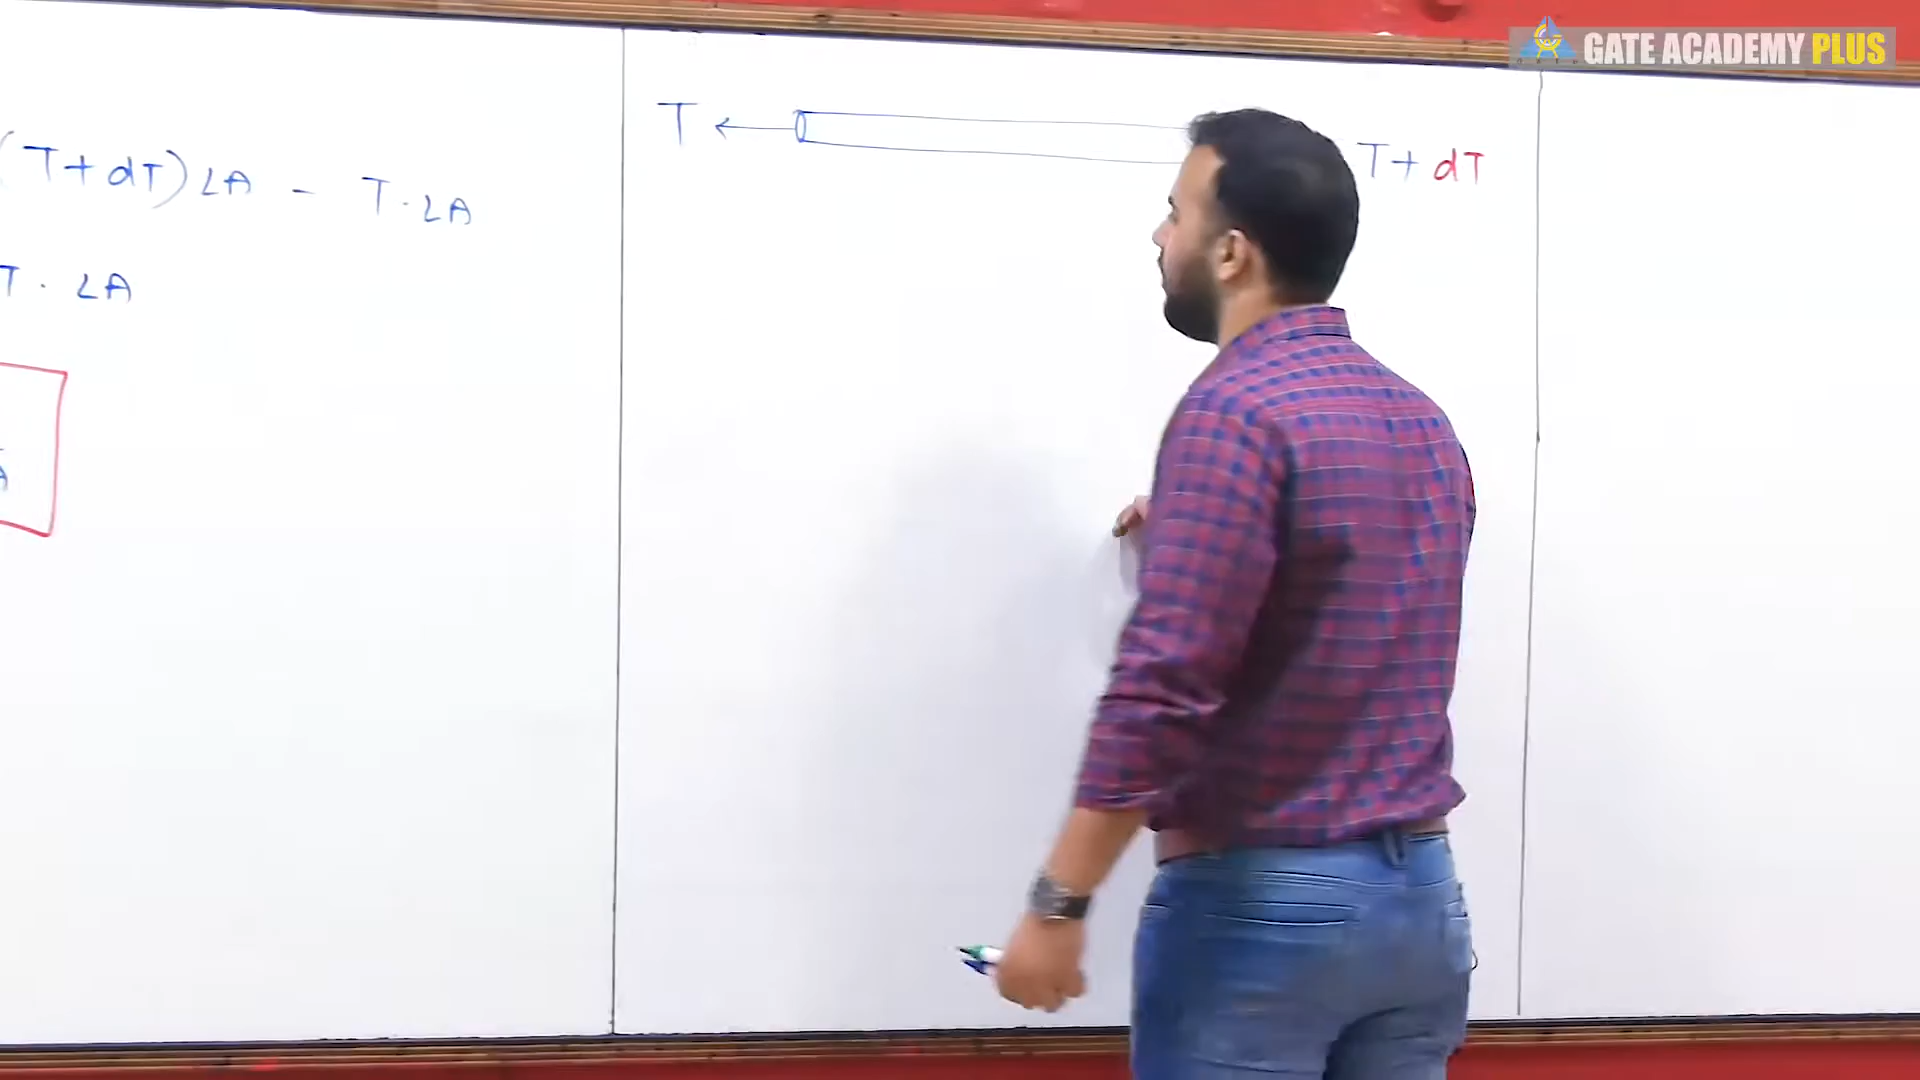 GATE ACADEMY PLUS
(T + dT) LA - T . LA
T . LA
T
T + dT